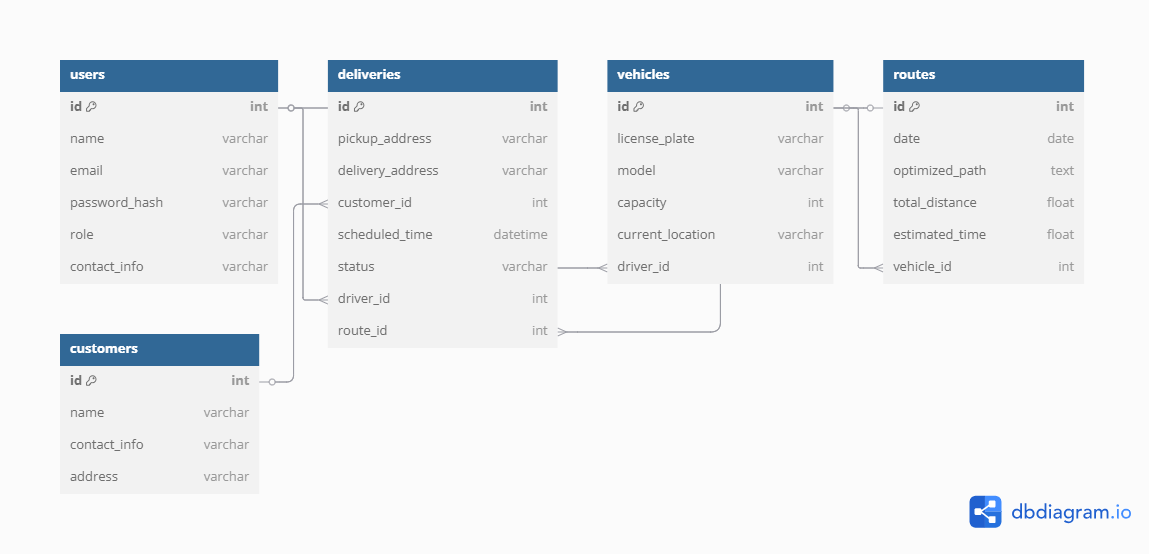 users
id int
name varchar
email varchar
password_hash varchar
role varchar
contact_info varchar
deliveries
id int
pickup_address varchar
delivery_address varchar
customer_id int
scheduled_time datetime
status varchar
driver_id int
route_id int
vehicles
id int
license_plate varchar
model varchar
capacity int
current_location varchar
driver_id int
routes
id int
date date
optimized_path text
total_distance float
estimated_time float
vehicle_id int
customers
id int
name varchar
contact_info varchar
address varchar
dbdiagram.io